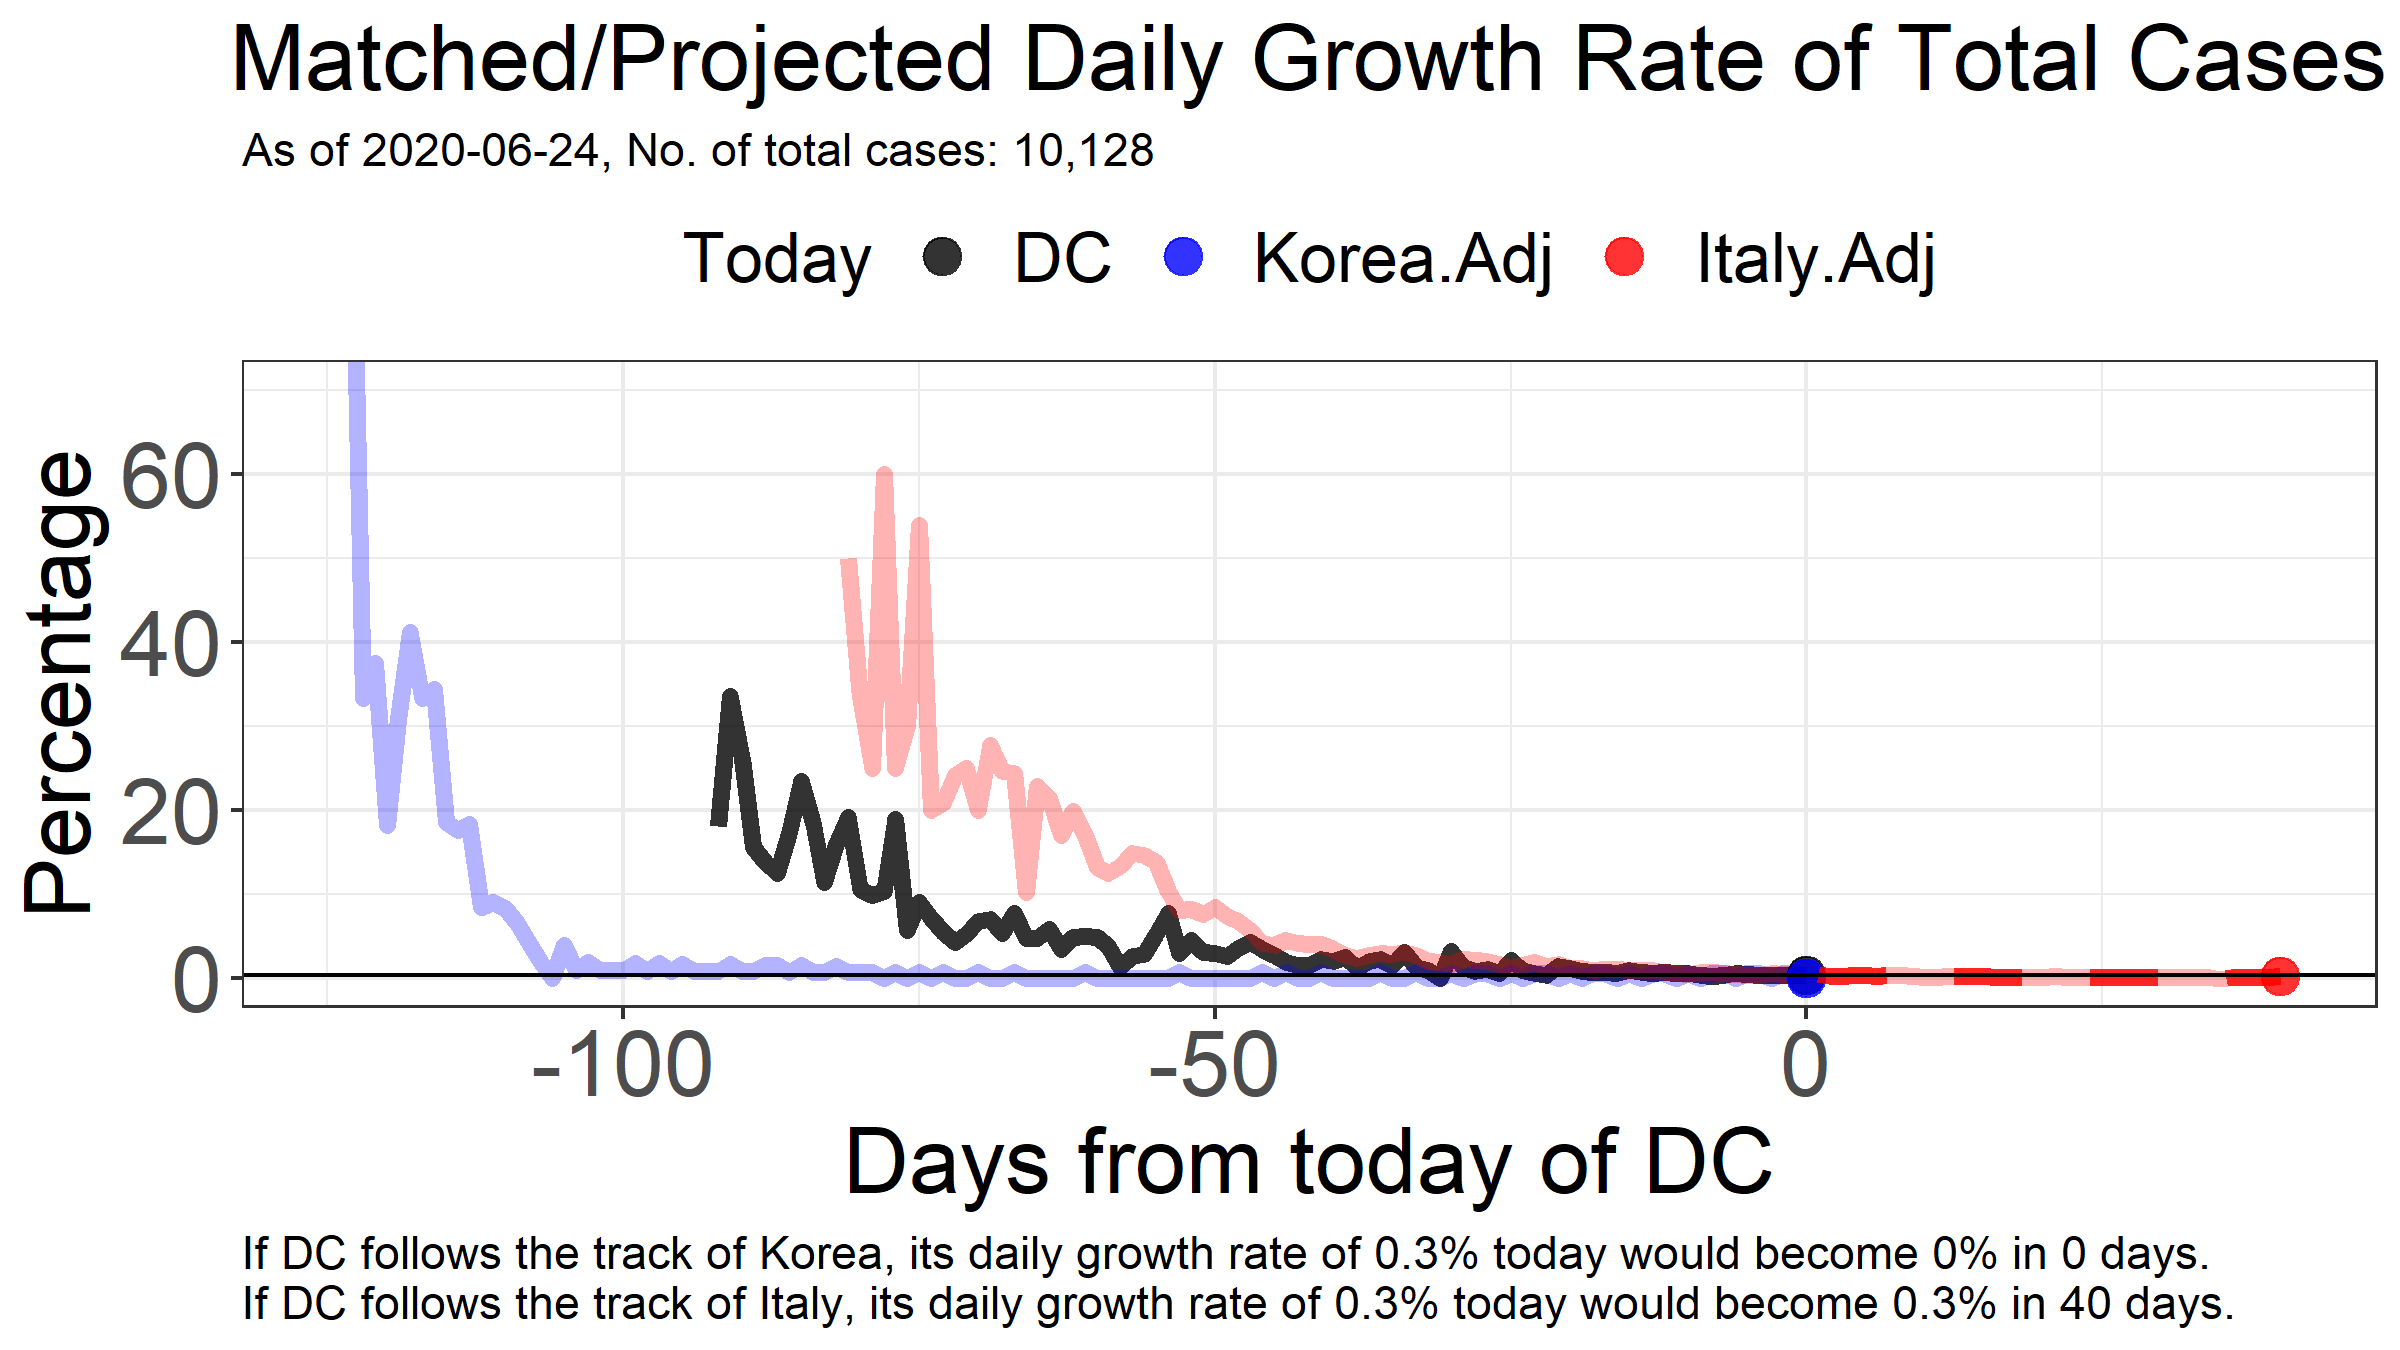 Matched/Projected Daily Growth Rate of Total Cases
As of 2020-06-24, No. of total cases: 10,128
Today DC Korea.Adj Italy.Adj
Percentage
60
40
20
0
-100 -50 0
Days from today of DC
If DC follows the track of Korea, its daily growth rate of 0.3% today would become 0% in 0 days.
If DC follows the track of Italy, its daily growth rate of 0.3% today would become 0.3% in 40 days.